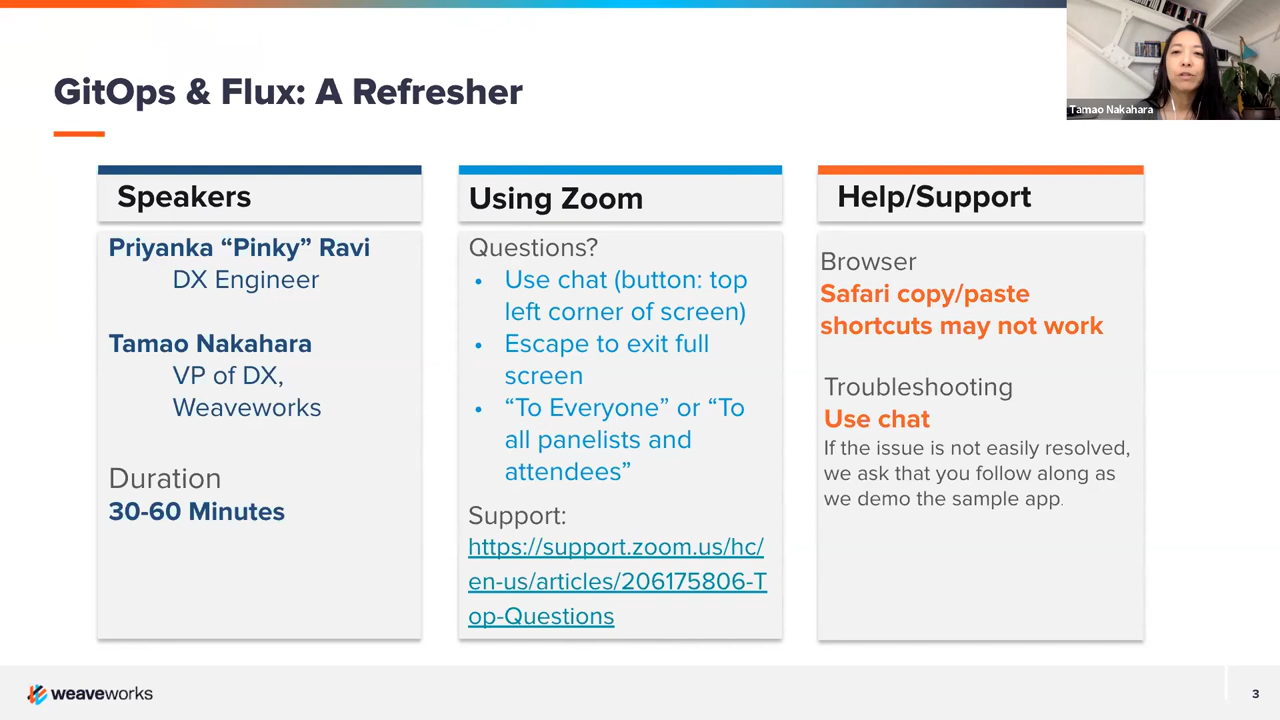 GitOps & Flux: A Refresher
Tamao Nakahara
Speakers
Priyanka “Pinky” Ravi
DX Engineer
Tamao Nakahara
VP of DX,
Weaveworks
Duration
30-60 Minutes
Using Zoom
Questions?
• Use chat (button: top
left corner of screen)
• Escape to exit full
screen
• “To Everyone” or “To
all panelists and
attendees”
Support:
https://support.zoom.us/hc/
en-us/articles/206175806-T
op-Questions
Help/Support
Browser
Safari copy/paste
shortcuts may not work
Troubleshooting
Use chat
If the issue is not easily resolved,
we ask that you follow along as
we demo the sample app.
weaveworks
3